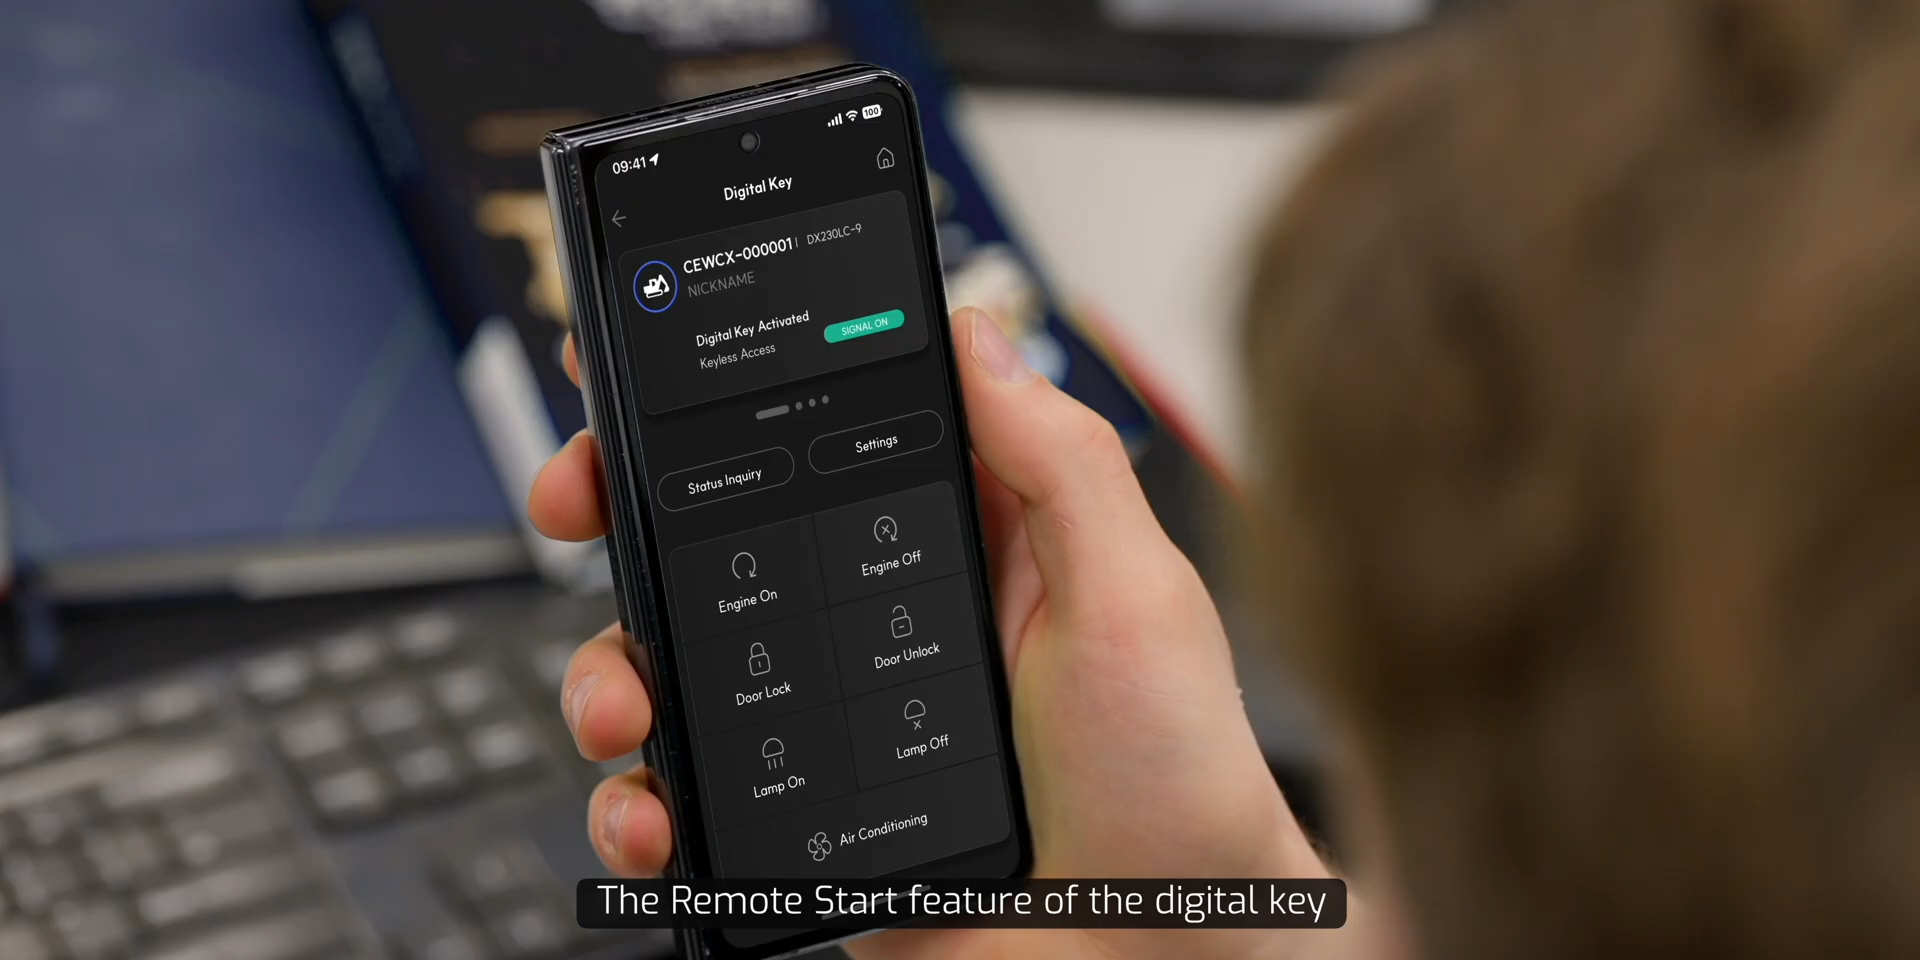 09:41
100
Digital Key
CEWCX-000001 | DX230LC-9
NICKNAME
Digital Key Activated
SIGNAL ON
Keyless Access
Status Inquiry
Settings
Engine On
Engine Off
Door Lock
Door Unlock
Lamp On
Lamp Off
Air Conditioning
The Remote Start feature of the digital key